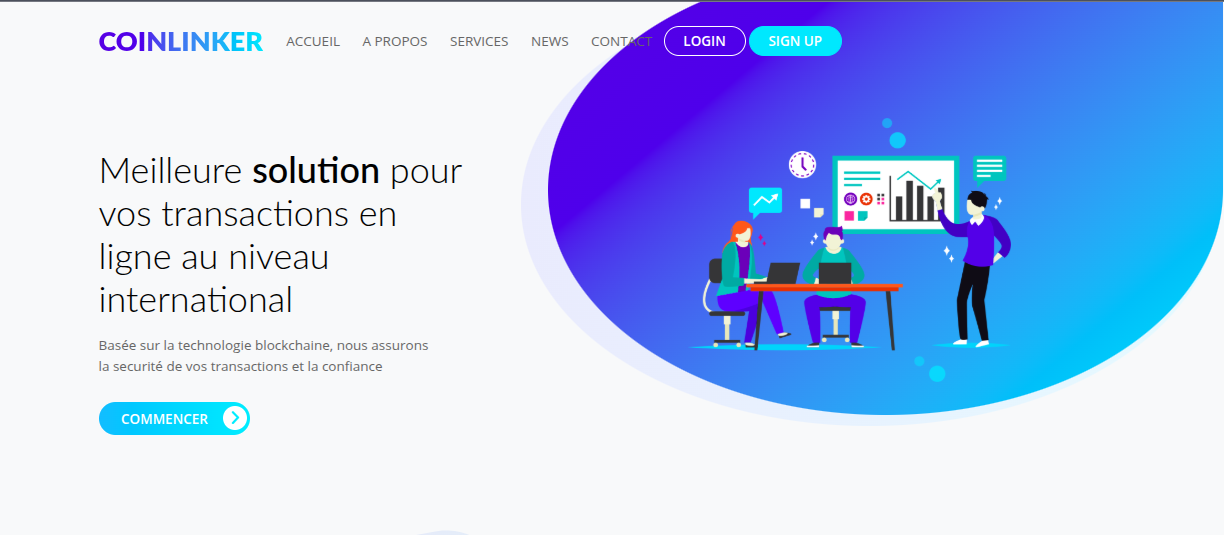 COINLINKER ACCUEIL A PROPOS SERVICES NEWS CONTACT LOGIN SIGN UP
Meilleure solution pour
vos transactions en
ligne au niveau
international
Basée sur la technologie blockchaine, nous assurons
la securité de vos transactions et la confiance
COMMENCER